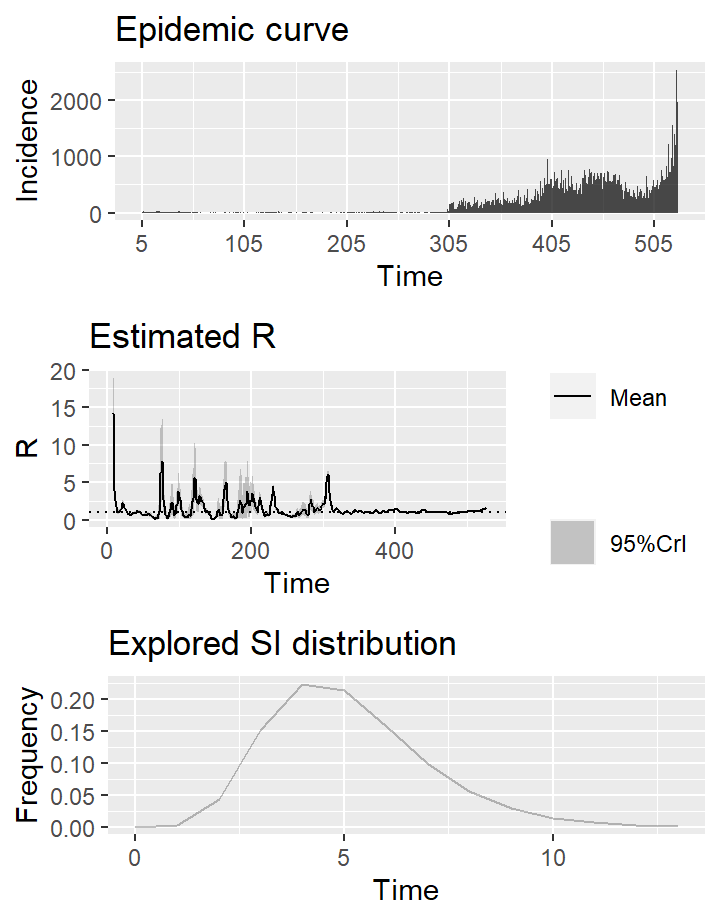 Epidemic curve
Incidence
2000
1000
0
5 105 205 305 405 505
Time
Estimated R
R
20
15
10
5
0
0 200 400
Time
Mean
95%CrI
Explored SI distribution
Frequency
0.20
0.15
0.10
0.05
0.00
0 5 10
Time